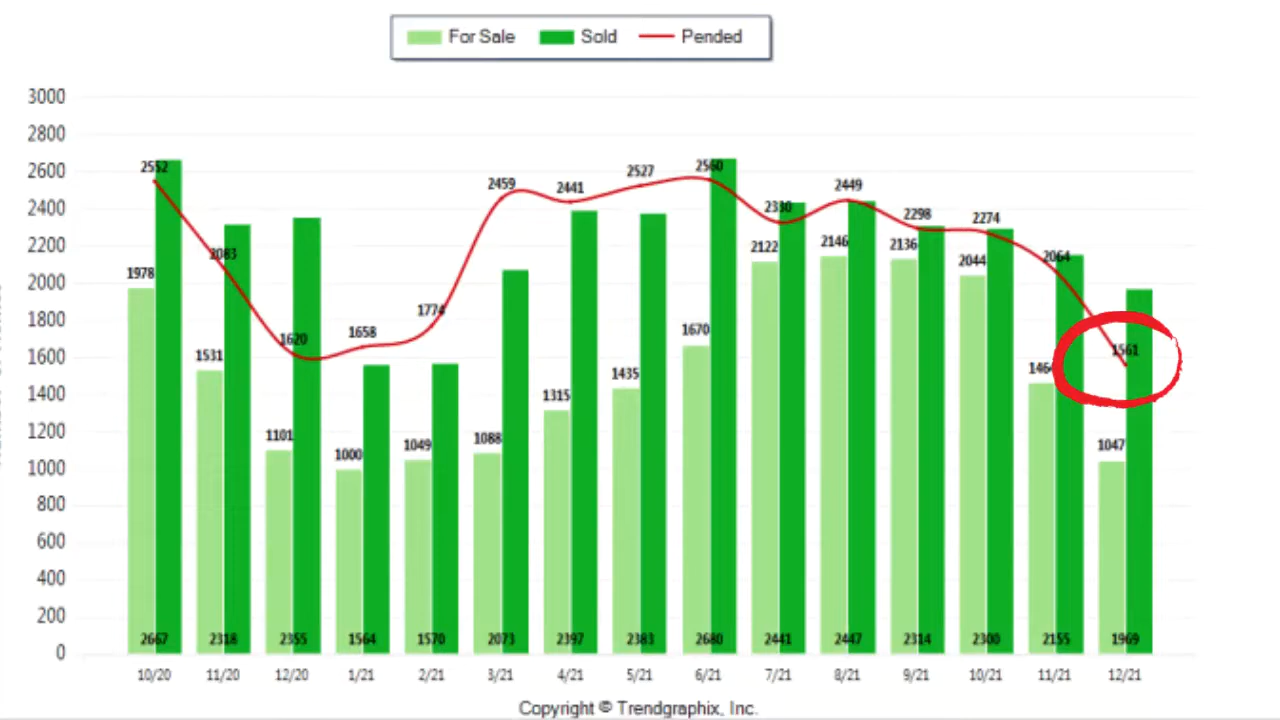 For Sale Sold Pended
3000
2800
2600
2400
2200
2000
1800
1600
1400
1200
1000
800
600
400
200
0
2552 2083 1620 1658 1774 2459 2441 2527 2560 2330 2449 2298 2274 2064 1561
1978 1531 1101 1000 1049 1088 1315 1435 1670 2122 2146 2136 2044 1047
2667 2318 2355 1564 1570 2073 2397 2383 2680 2441 2447 2314 2300 2155 1969
10/20 11/20 12/20 1/21 2/21 3/21 4/21 5/21 6/21 7/21 8/21 9/21 10/21 11/21 12/21
Copyright © Trendgraphix, Inc.